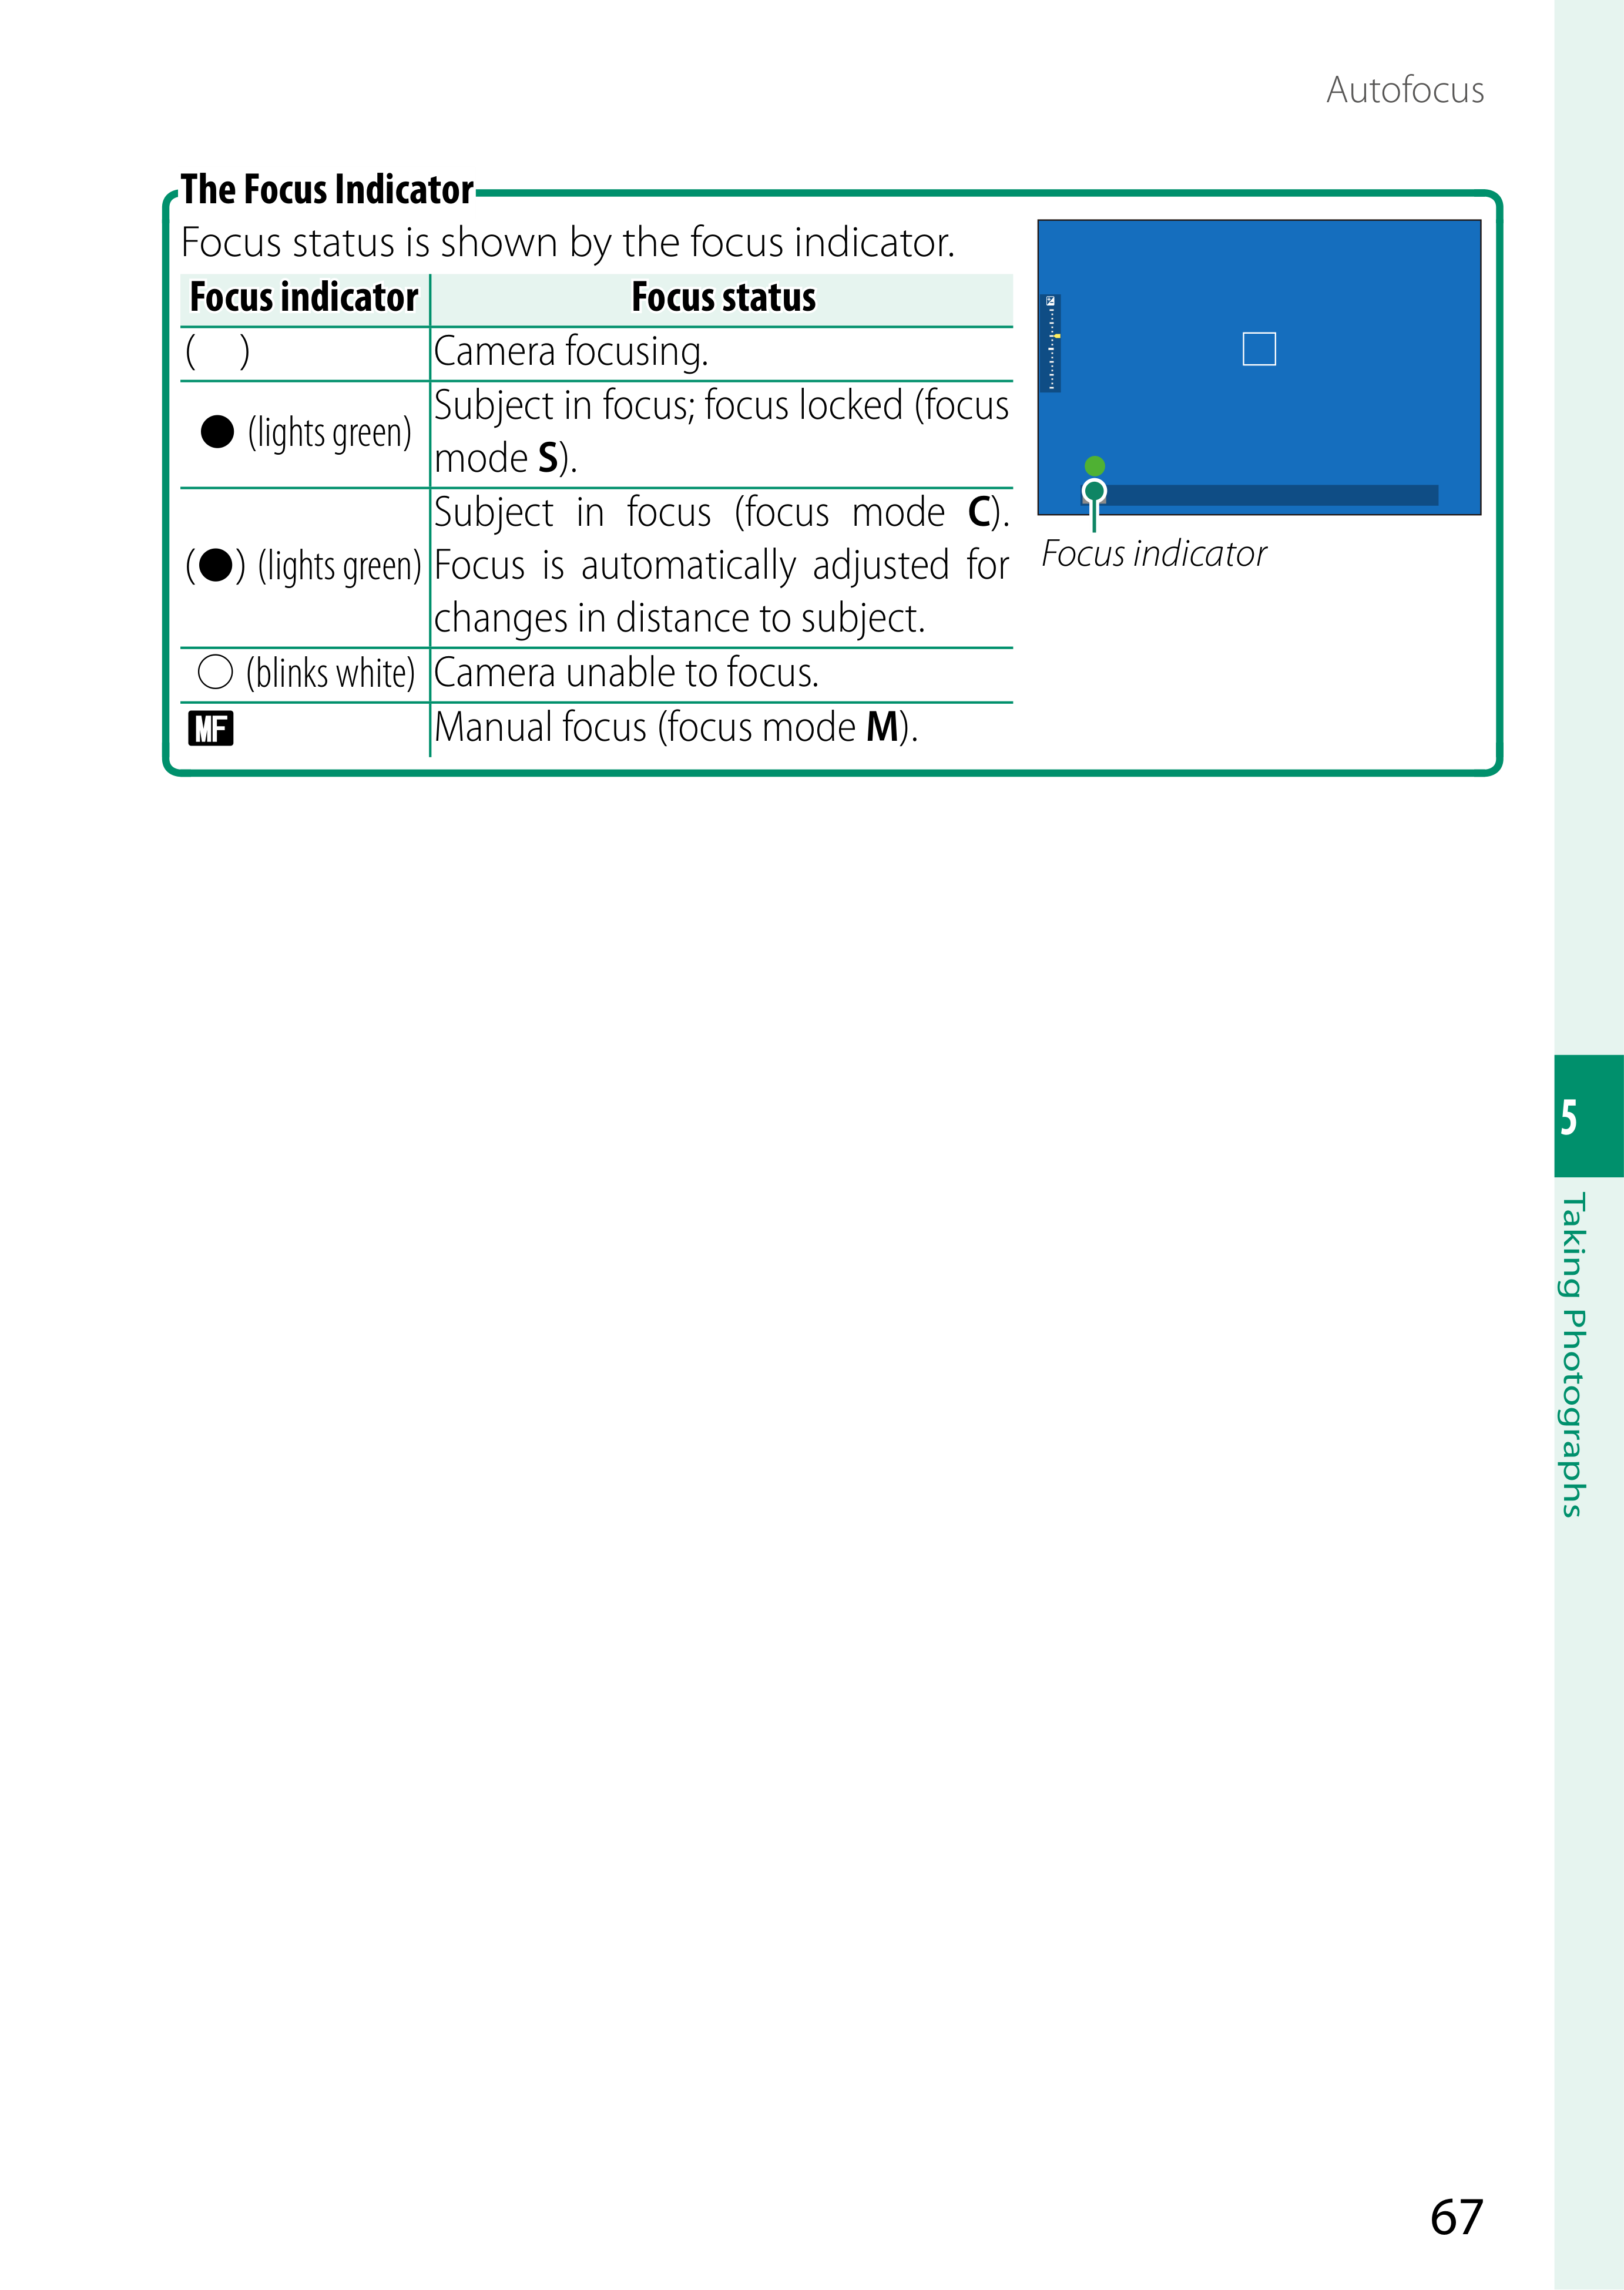 Autofocus
The Focus Indicator
Focus status is shown by the focus indicator.
Focus indicator Focus status
( ) Camera focusing.
● (lights green) Subject in focus; focus locked (focus
mode S).
(●) (lights green) Subject in focus (focus mode C).
Focus is automatically adjusted for
changes in distance to subject.
○ (blinks white) Camera unable to focus.
MF Manual focus (focus mode M).
Focus indicator
5
Taking Photographs
67